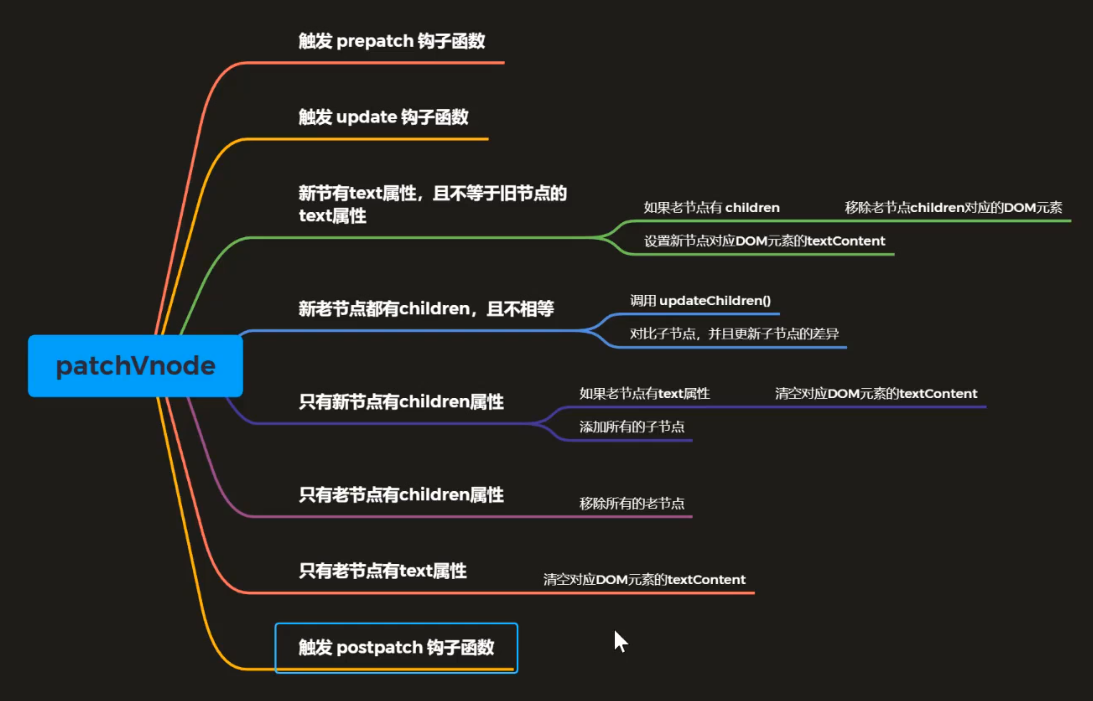 触发 prepatch 钩子函数
触发 update 钩子函数
新节有text属性，且不等于旧节点的
text属性
如果老节点有 children
移除老节点children对应的DOM元素
设置新节点对应DOM元素的textContent
新老节点都有children，且不相等
调用 updateChildren()
对比子节点，并且更新子节点的差异
patchVnode
只有新节点有children属性
如果老节点有text属性
清空对应DOM元素的textContent
添加所有的子节点
只有老节点有children属性
移除所有的老节点
只有老节点有text属性
清空对应DOM元素的textContent
触发 postpatch 钩子函数